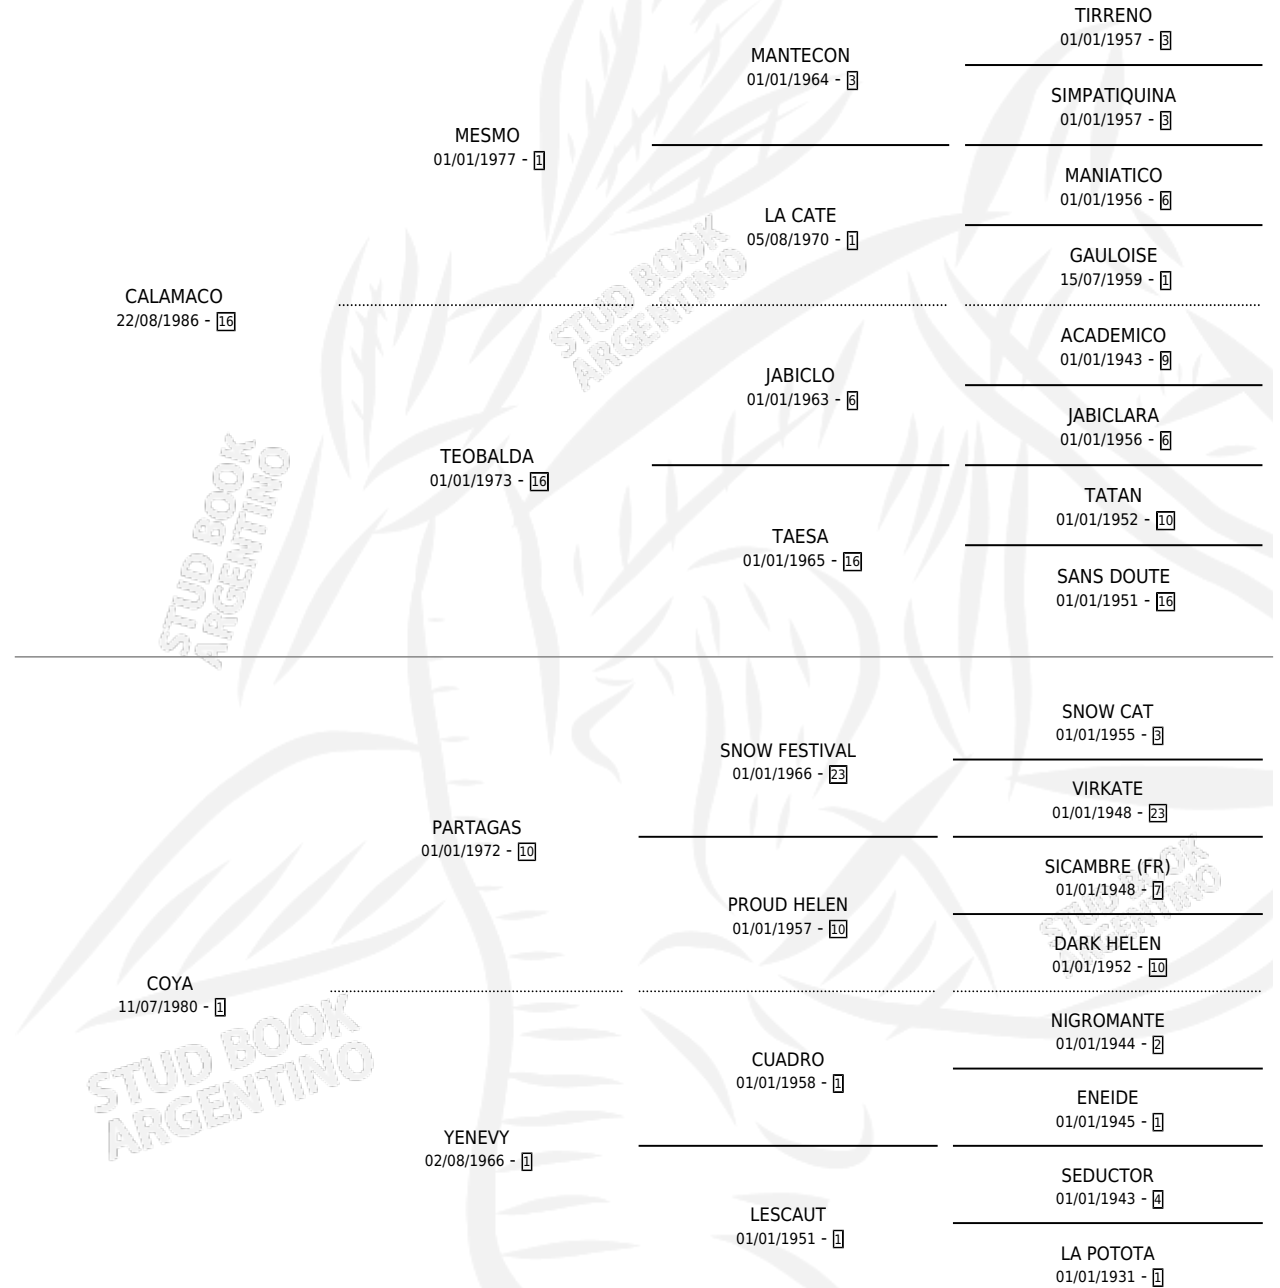 TIRRENO
01/01/1957 - 3
MANTECON
01/01/1964 - 3
SIMPATIQUINA
01/01/1957 - 3
MESMO
01/01/1977 - 1
MANIATICO
01/01/1956 - 6
LA CATE
05/08/1970 - 1
GAULOISE
15/07/1959 - 1
CALAMACO
22/08/1986 - 16
ACADEMICO
01/01/1943 - 9
JABICLO
01/01/1963 - 6
JABICLARA
01/01/1956 - 6
TEOBALDA
01/01/1973 - 16
TATAN
01/01/1952 - 10
TAESA
01/01/1965 - 16
SANS DOUTE
01/01/1951 - 16
SNOW CAT
01/01/1955 - 3
SNOW FESTIVAL
01/01/1966 - 23
VIRKATE
01/01/1948 - 23
PARTAGAS
01/01/1972 - 10
SICAMBRE (FR)
01/01/1948 - 7
PROUD HELEN
01/01/1957 - 10
DARK HELEN
01/01/1952 - 10
COYA
11/07/1980 - 1
NIGROMANTE
01/01/1944 - 2
CUADRO
01/01/1958 - 1
ENEIDE
01/01/1945 - 1
YENEVY
02/08/1966 - 1
SEDUCTOR
01/01/1943 - 4
LESCAUT
01/01/1951 - 1
LA POTOTA
01/01/1931 - 1
STUD BOOK
ARGENTINO
STUD BOOK
ARGENTINO
STUD BOOK
ARGENTINO
STUD BOOK
ARGENTINO